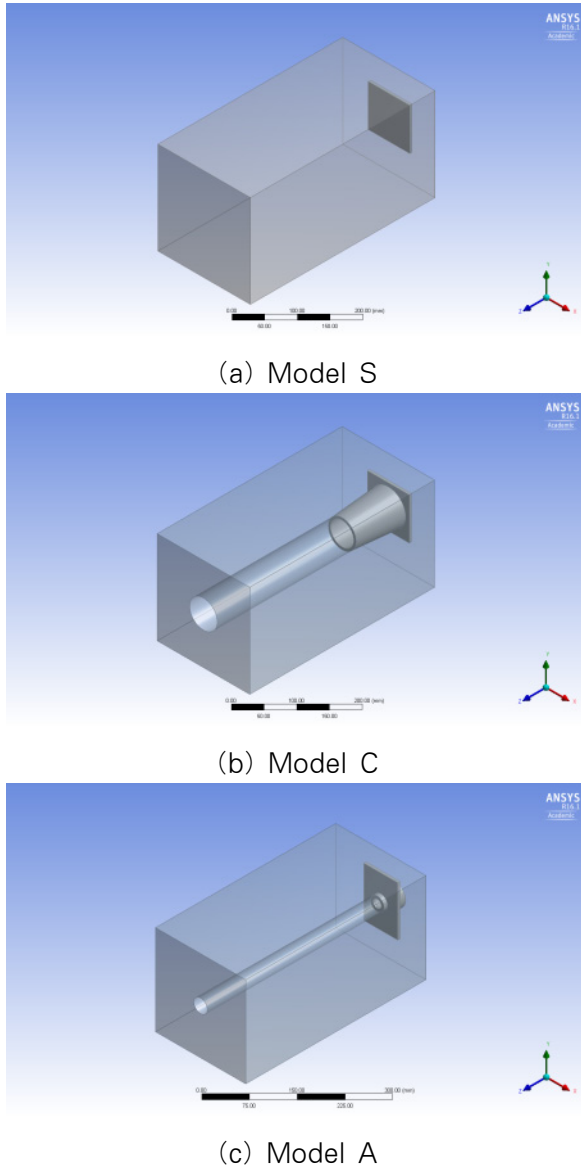 ANSYS
R16.1
Academic
Y
Z
X
0.00
100.00
200.00 (mm)
50.00
150.00
(a) Model S
ANSYS
R16.1
Academic
Y
Z
X
0.00
100.00
200.00 (mm)
50.00
150.00
(b) Model C
ANSYS
R16.1
Academic
Y
Z
X
0.00
150.00
300.00 (mm)
75.00
225.00
(c) Model A